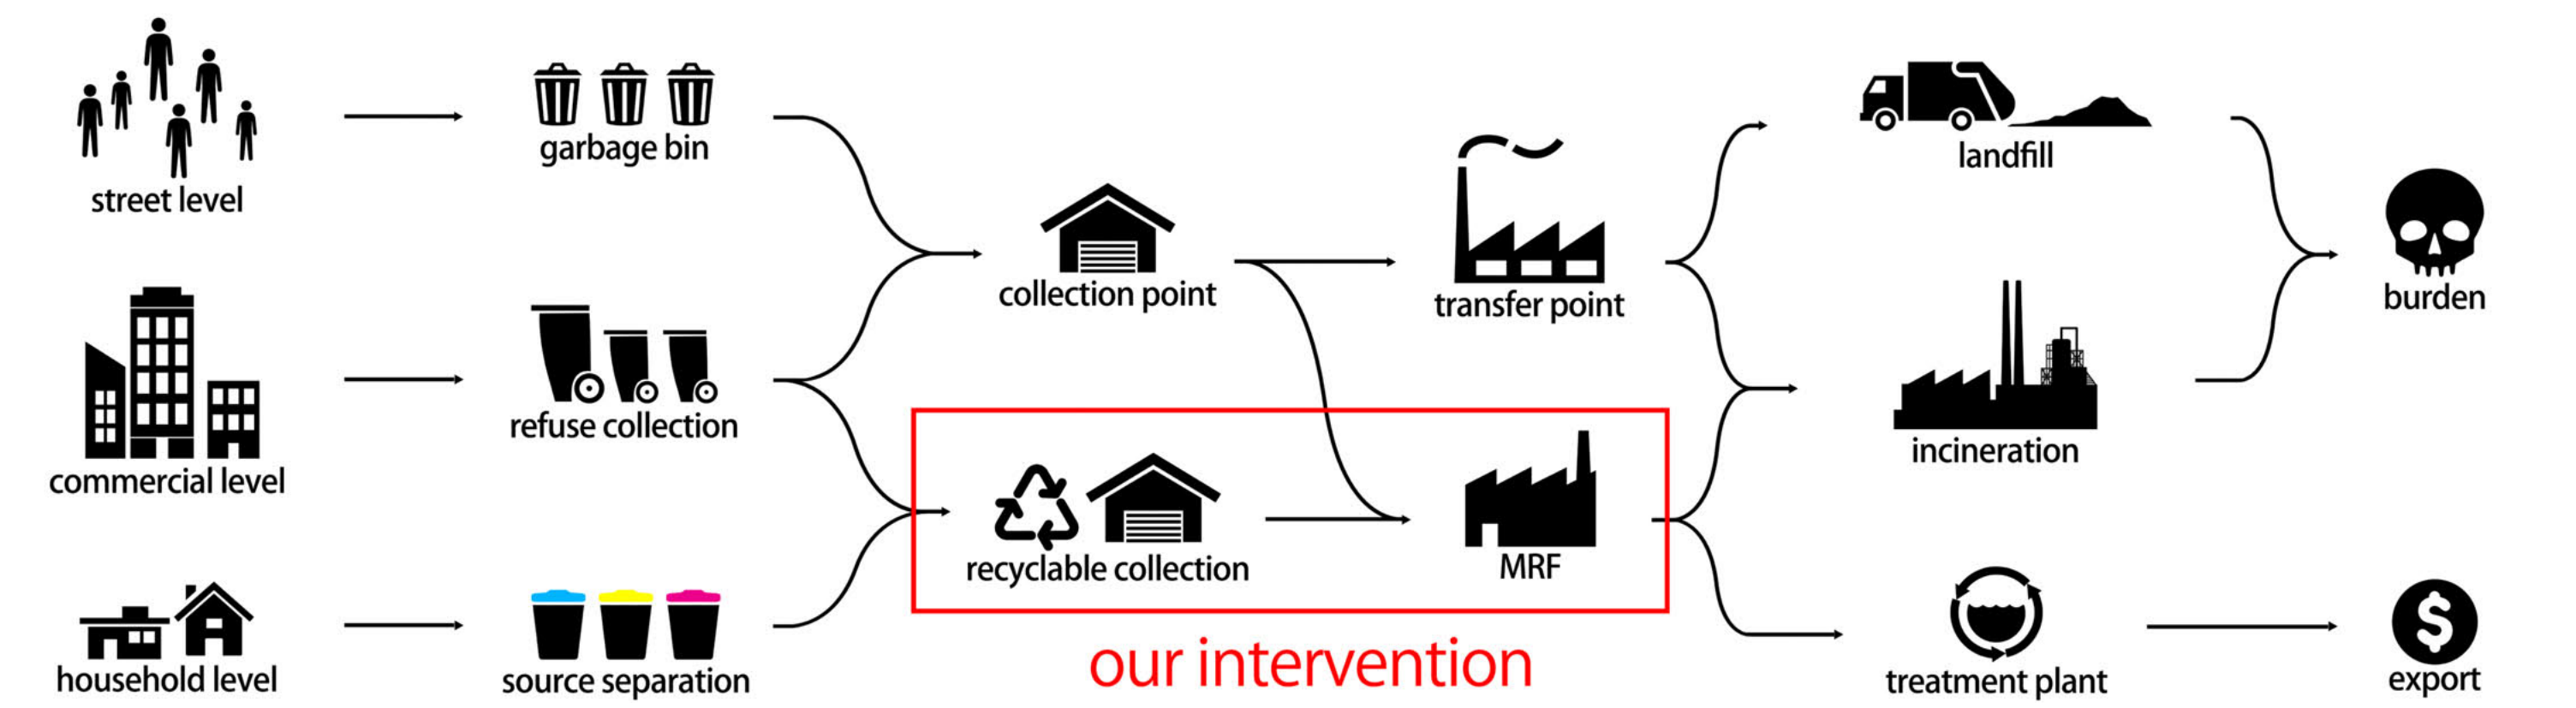 street level
garbage bin
collection point
transfer point
landfill
burden
commercial level
refuse collection
recyclable collection
MRF
incineration
household level
source separation
our intervention
treatment plant
$
export